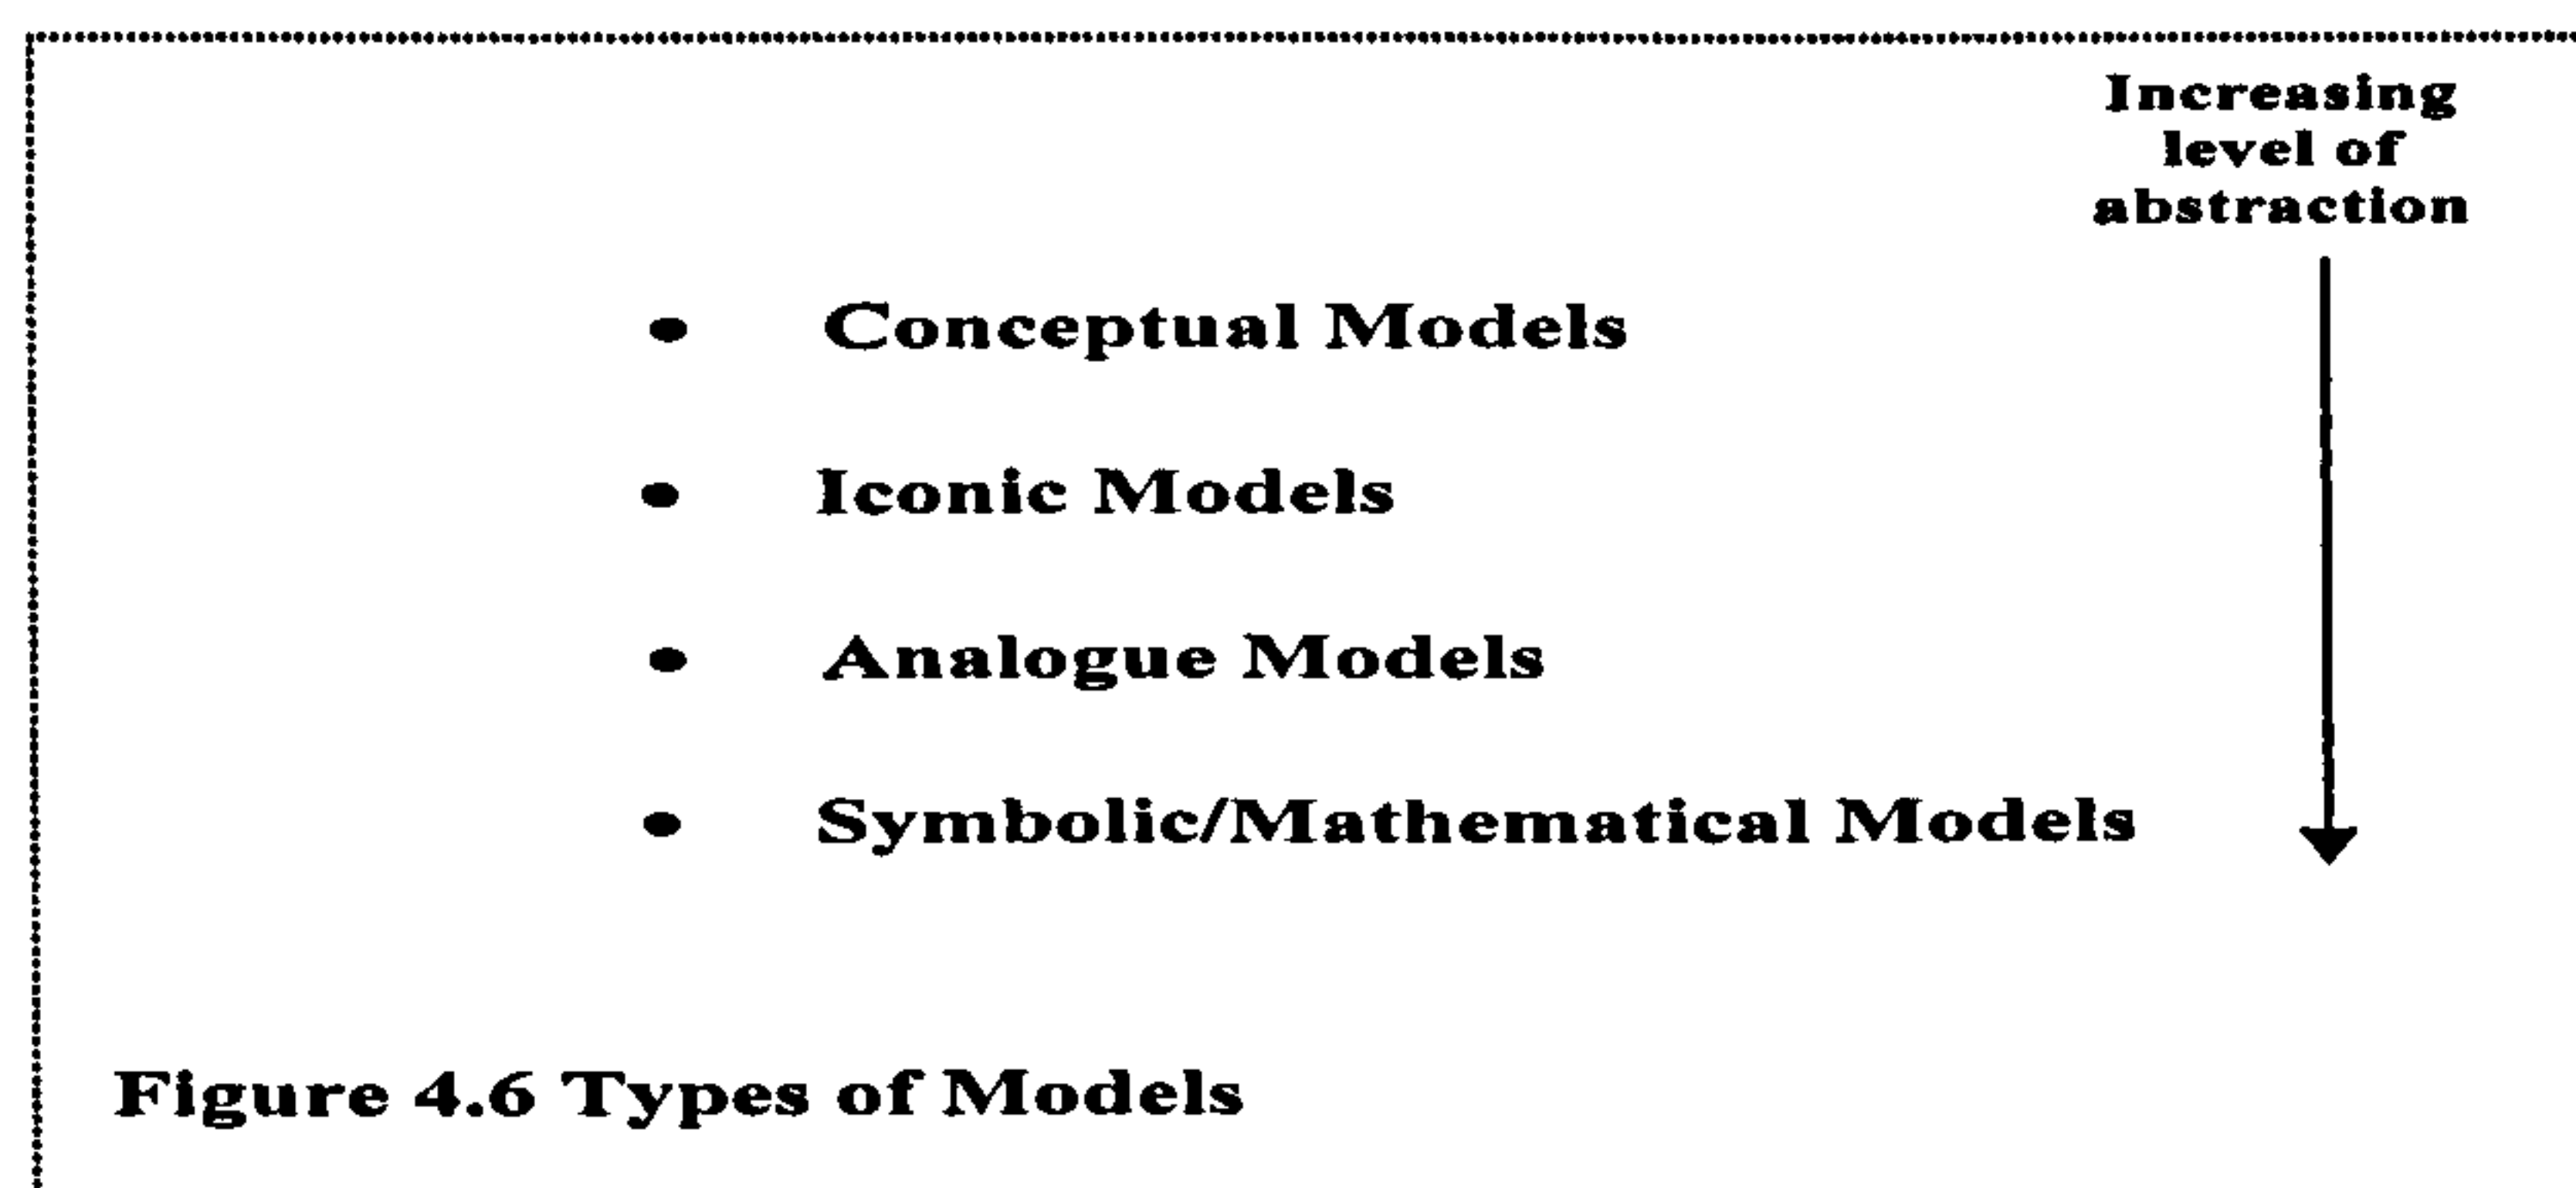 Increasing
level of
abstraction
• Conceptual Models
• Iconic Models
• Analogue Models
• Symbolic/Mathematical Models
Figure 4.6 Types of Models